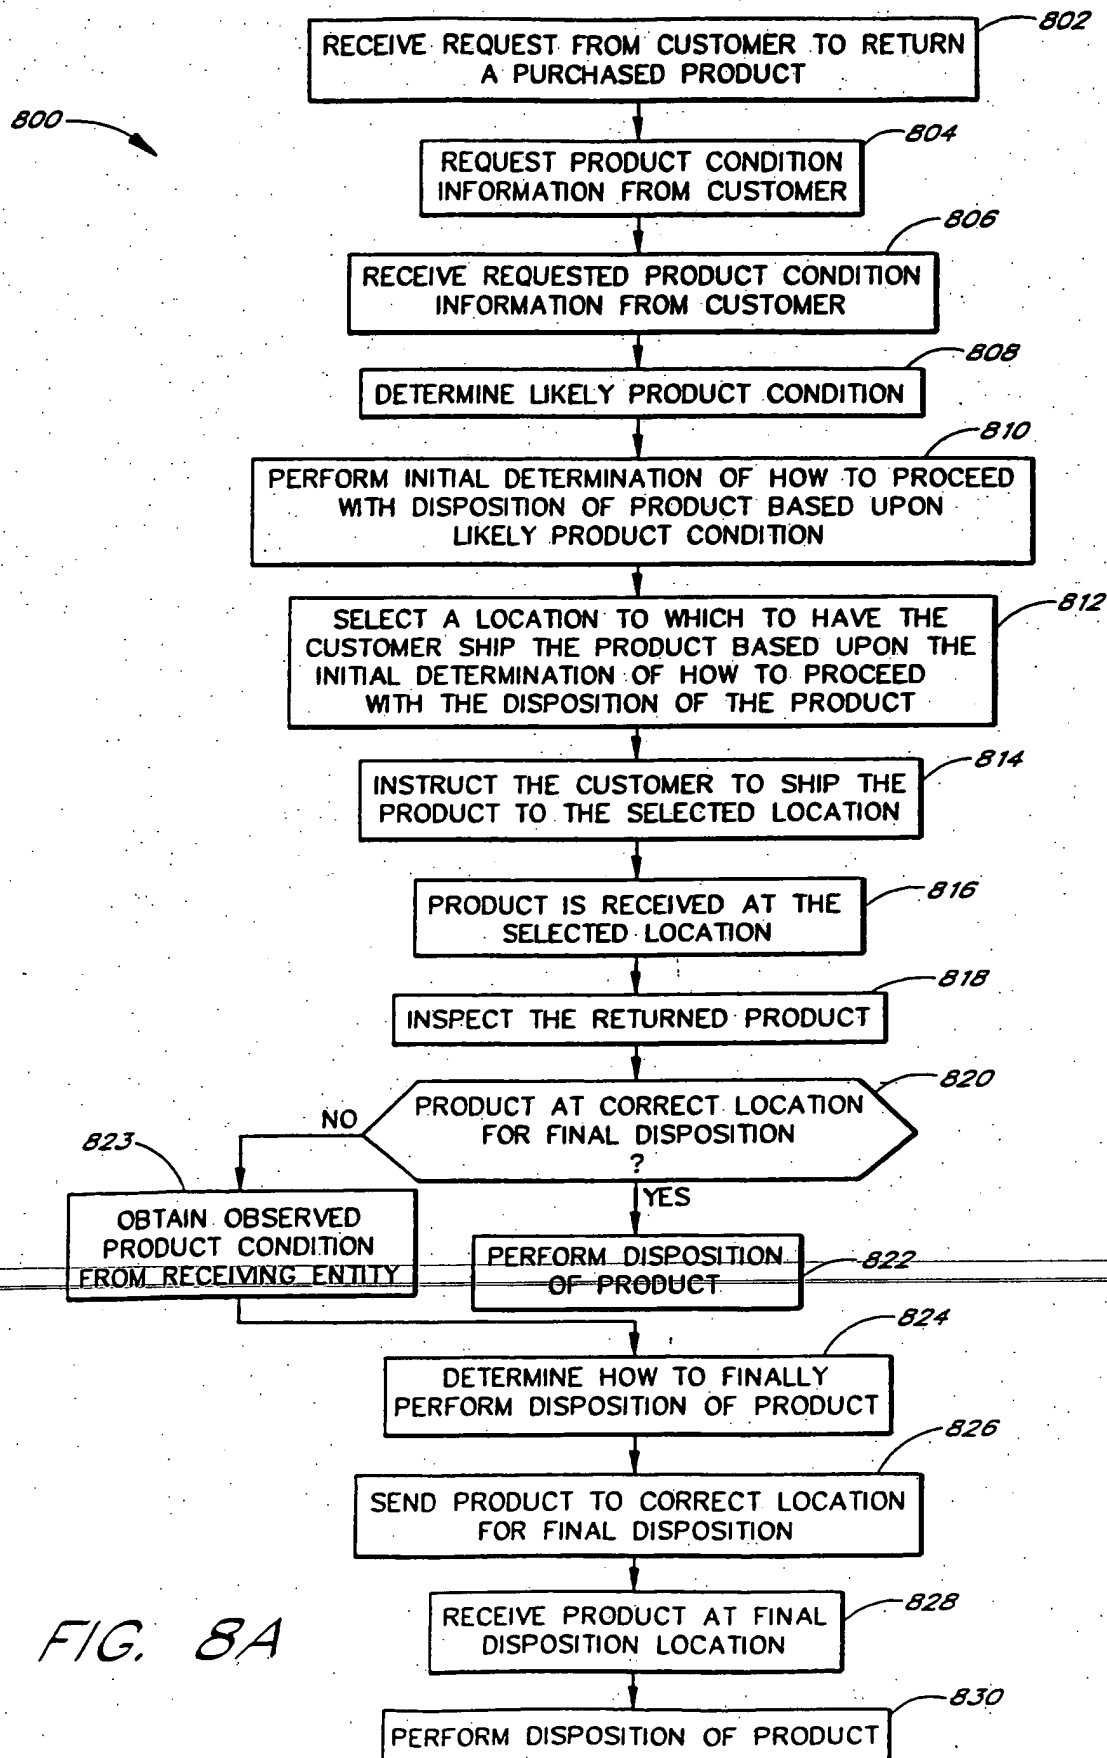 802
RECEIVE REQUEST FROM CUSTOMER TO RETURN
A PURCHASED PRODUCT
800
804
REQUEST PRODUCT CONDITION
INFORMATION FROM CUSTOMER
806
RECEIVE REQUESTED PRODUCT CONDITION
INFORMATION FROM CUSTOMER
808
DETERMINE LIKELY PRODUCT CONDITION
810
PERFORM INITIAL DETERMINATION OF HOW TO PROCEED
WITH DISPOSITION OF PRODUCT BASED UPON
LIKELY PRODUCT CONDITION
812
SELECT A LOCATION TO WHICH TO HAVE THE
CUSTOMER SHIP THE PRODUCT BASED UPON THE
INITIAL DETERMINATION OF HOW TO PROCEED
WITH THE DISPOSITION OF THE PRODUCT
814
INSTRUCT THE CUSTOMER TO SHIP THE
PRODUCT TO THE SELECTED LOCATION
816
PRODUCT IS RECEIVED AT THE
SELECTED LOCATION
818
INSPECT THE RETURNED PRODUCT
820
PRODUCT AT CORRECT LOCATION
FOR FINAL DISPOSITION
?
NO
YES
823
OBTAIN OBSERVED
PRODUCT CONDITION
FROM RECEIVING ENTITY
PERFORM DISPOSITION
OF PRODUCT
822
824
DETERMINE HOW TO FINALLY
PERFORM DISPOSITION OF PRODUCT
826
SEND PRODUCT TO CORRECT LOCATION
FOR FINAL DISPOSITION
828
RECEIVE PRODUCT AT FINAL
DISPOSITION LOCATION
830
PERFORM DISPOSITION OF PRODUCT
FIG. 8A